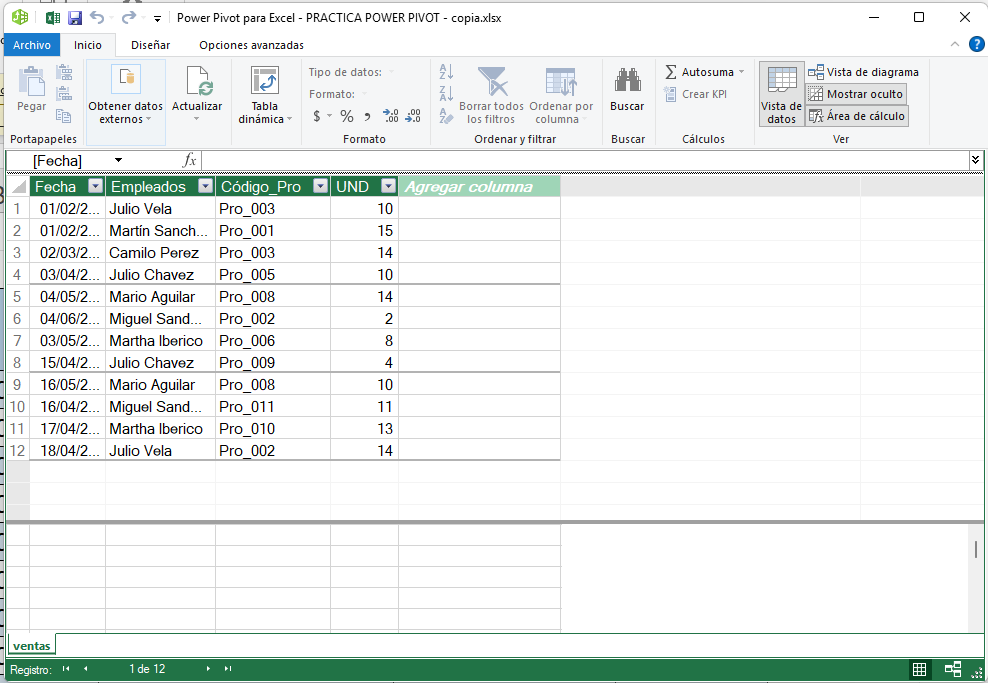 Power Pivot para Excel - PRACTICA POWER PIVOT - copia.xlsx
Archivo Inicio Diseñar Opciones avanzadas
Pegar
Portapapeles
Obtener datos externos
Actualizar
Tabla dinámica
Tipo de datos:
Formato:
$ % ,
Formato
Borrar todos los filtros
Ordenar por columna
Ordenar y filtrar
Buscar
Buscar
Autosuma
Crear KPI
Cálculos
Vista de datos
Vista de diagrama
Mostrar oculto
Área de cálculo
Ver
[Fecha] fx
Fecha Empleados Código_Pro UND Agregar columna
1 01/02/2... Julio Vela Pro_003 10
2 01/02/2... Martín Sanch... Pro_001 15
3 02/03/2... Camilo Perez Pro_003 14
4 03/04/2... Julio Chavez Pro_005 10
5 04/05/2... Mario Aguilar Pro_008 14
6 04/06/2... Miguel Sand... Pro_002 2
7 03/05/2... Martha Iberico Pro_006 8
8 15/04/2... Julio Chavez Pro_009 4
9 16/05/2... Mario Aguilar Pro_008 10
10 16/04/2... Miguel Sand... Pro_011 11
11 17/04/2... Martha Iberico Pro_010 13
12 18/04/2... Julio Vela Pro_002 14
ventas
Registro: 1 de 12